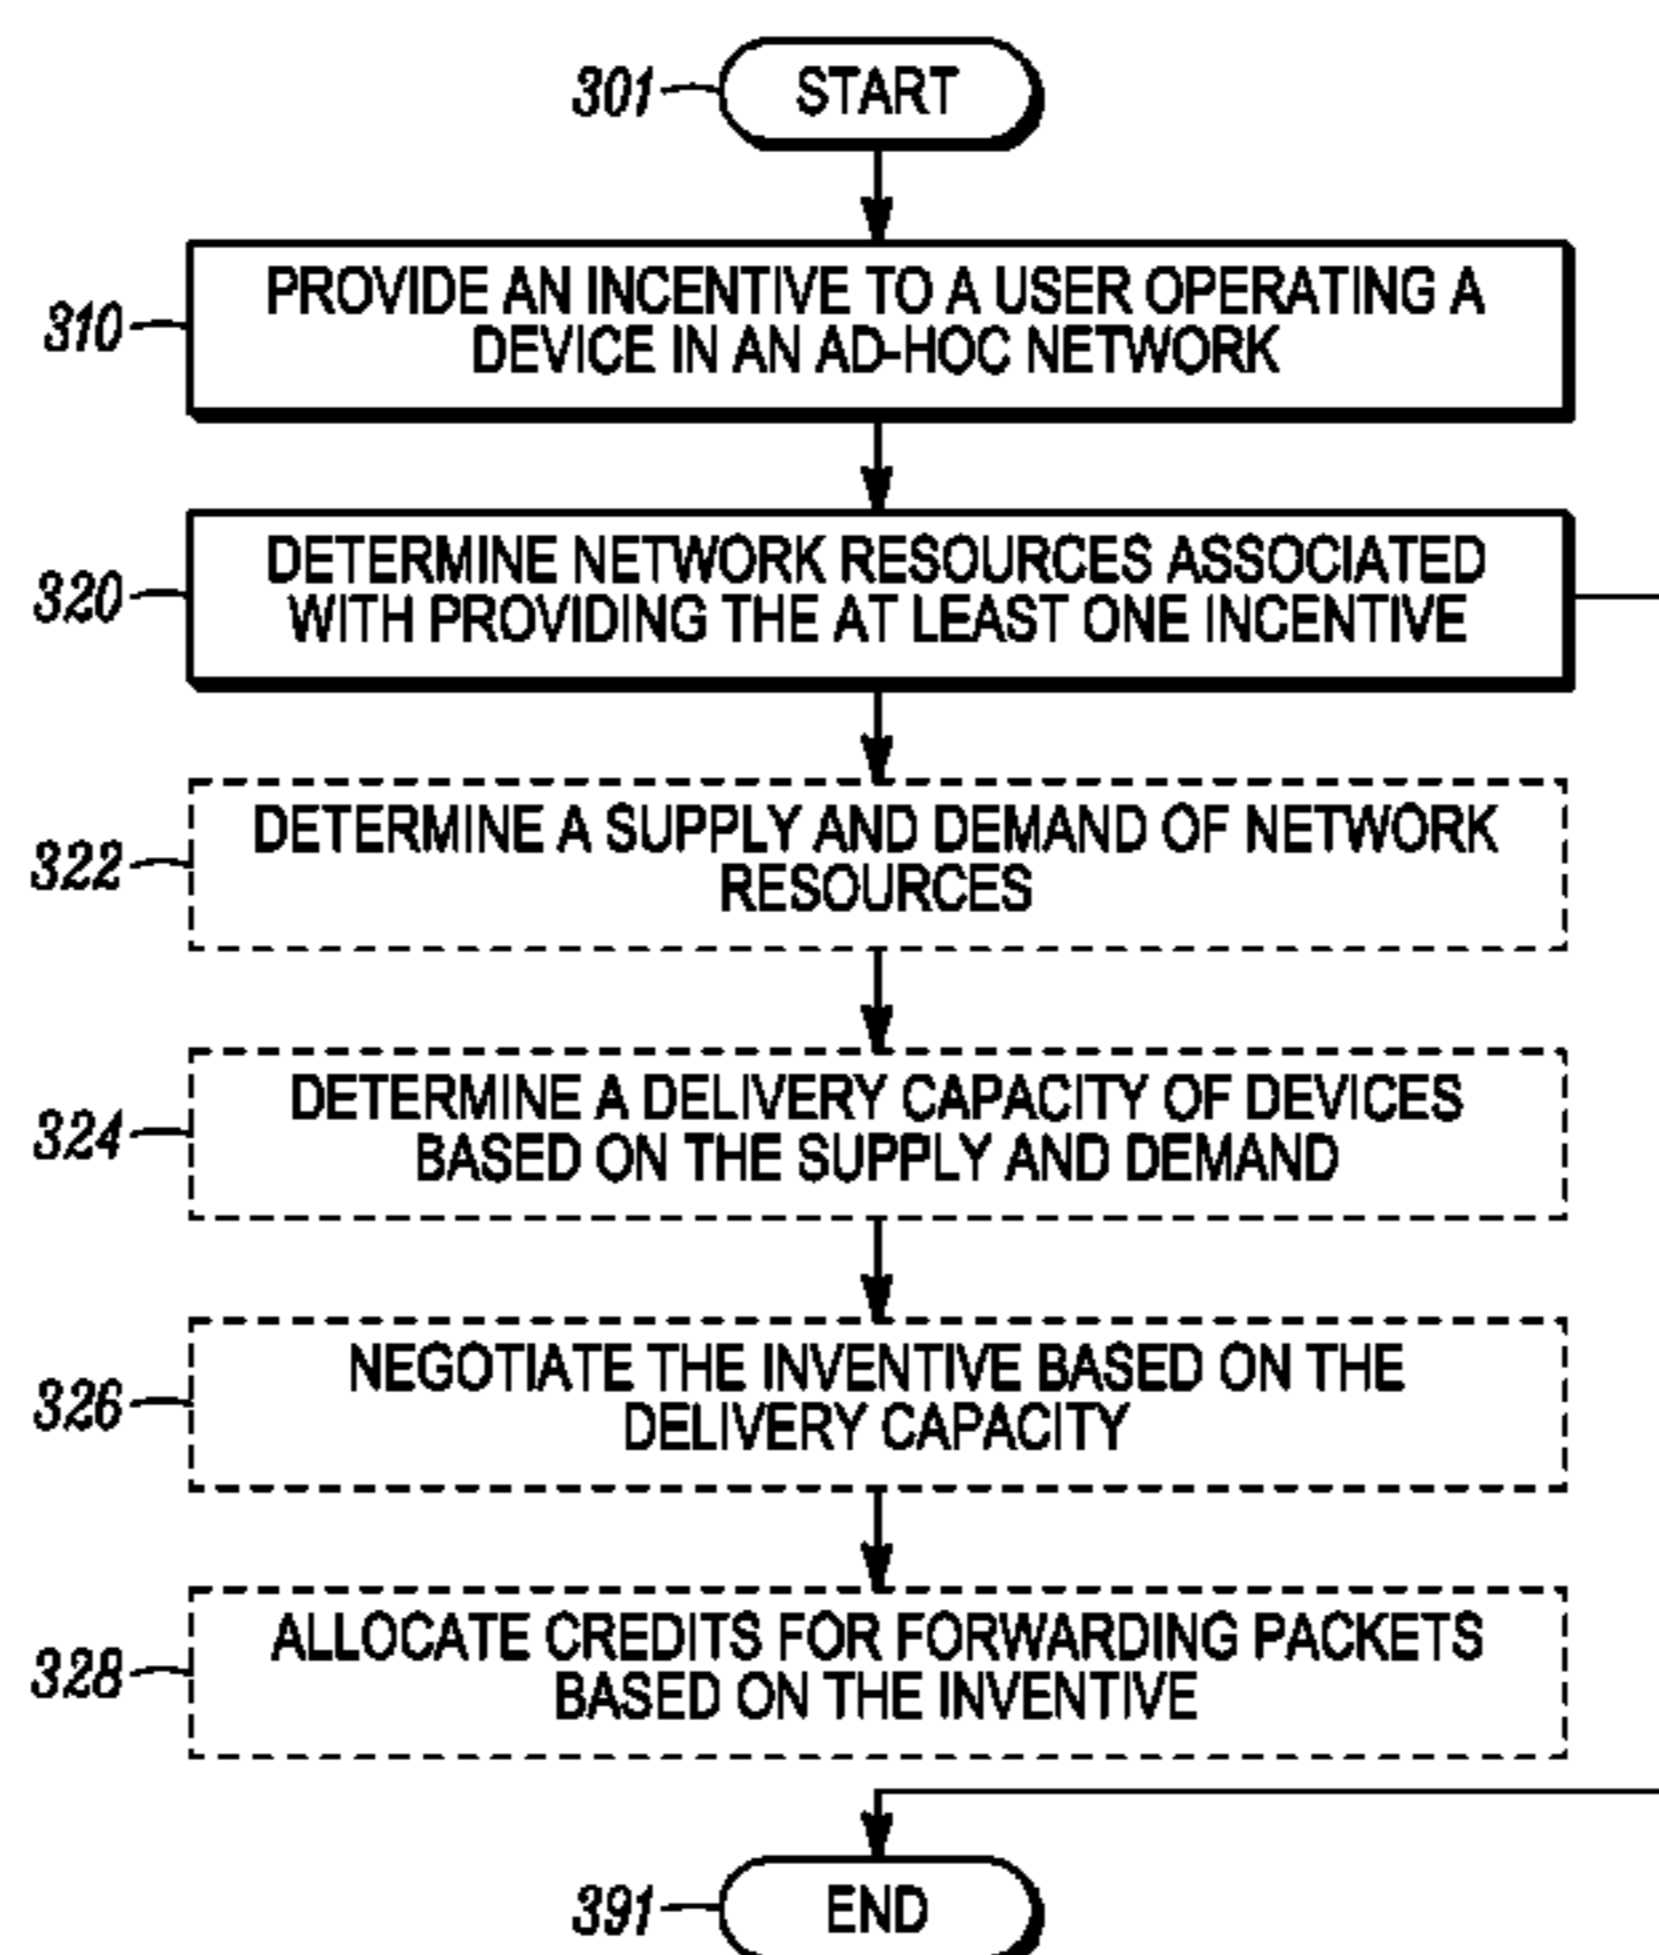 301
START
310
PROVIDE AN INCENTIVE TO A USER OPERATING A
DEVICE IN AN AD-HOC NETWORK
320
DETERMINE NETWORK RESOURCES ASSOCIATED
WITH PROVIDING THE AT LEAST ONE INCENTIVE
322
DETERMINE A SUPPLY AND DEMAND OF NETWORK
RESOURCES
324
DETERMINE A DELIVERY CAPACITY OF DEVICES
BASED ON THE SUPPLY AND DEMAND
326
NEGOTIATE THE INVENTIVE BASED ON THE
DELIVERY CAPACITY
328
ALLOCATE CREDITS FOR FORWARDING PACKETS
BASED ON THE INVENTIVE
391
END